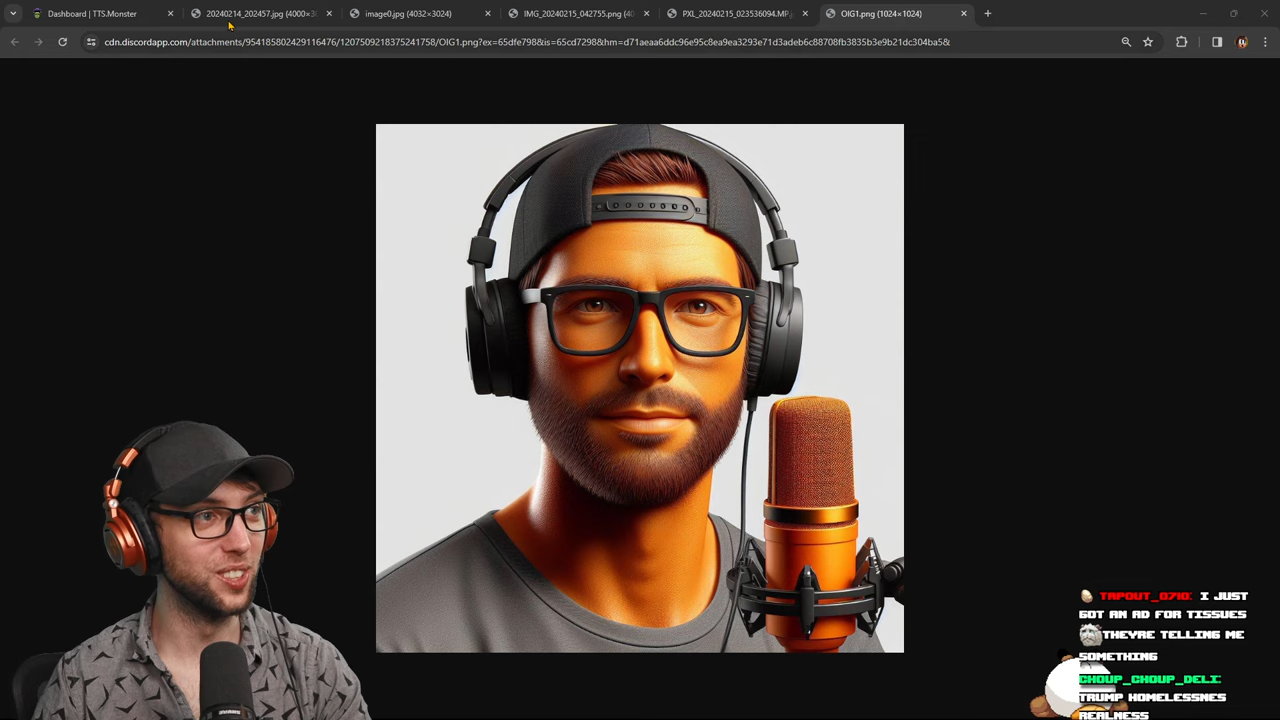 Dashboard | TTS.Monster
20240214_202457.jpg (4000×3
image0.jpg (4032×3024)
IMG_20240215_042755.png (40
PXL_20240215_023536094.MP.
OIG1.png (1024×1024)
cdn.discordapp.com/attachments/954185802429116476/1207509218375241758/OIG1.png?ex=65dfe798&is=65cd7298&hm=d71aeaa6ddc96e95c8ea9ea3293e71d3adeb6c88708fb3835b3e9b21dc304ba5&
TAPOUT_0710: I JUST
GOT AN AD FOR TISSUES
THEYRE TELLING ME
SOMETHING
CHOUP_CHOUP_DELI:
TRUMP HOMELESSNES
REALNESS